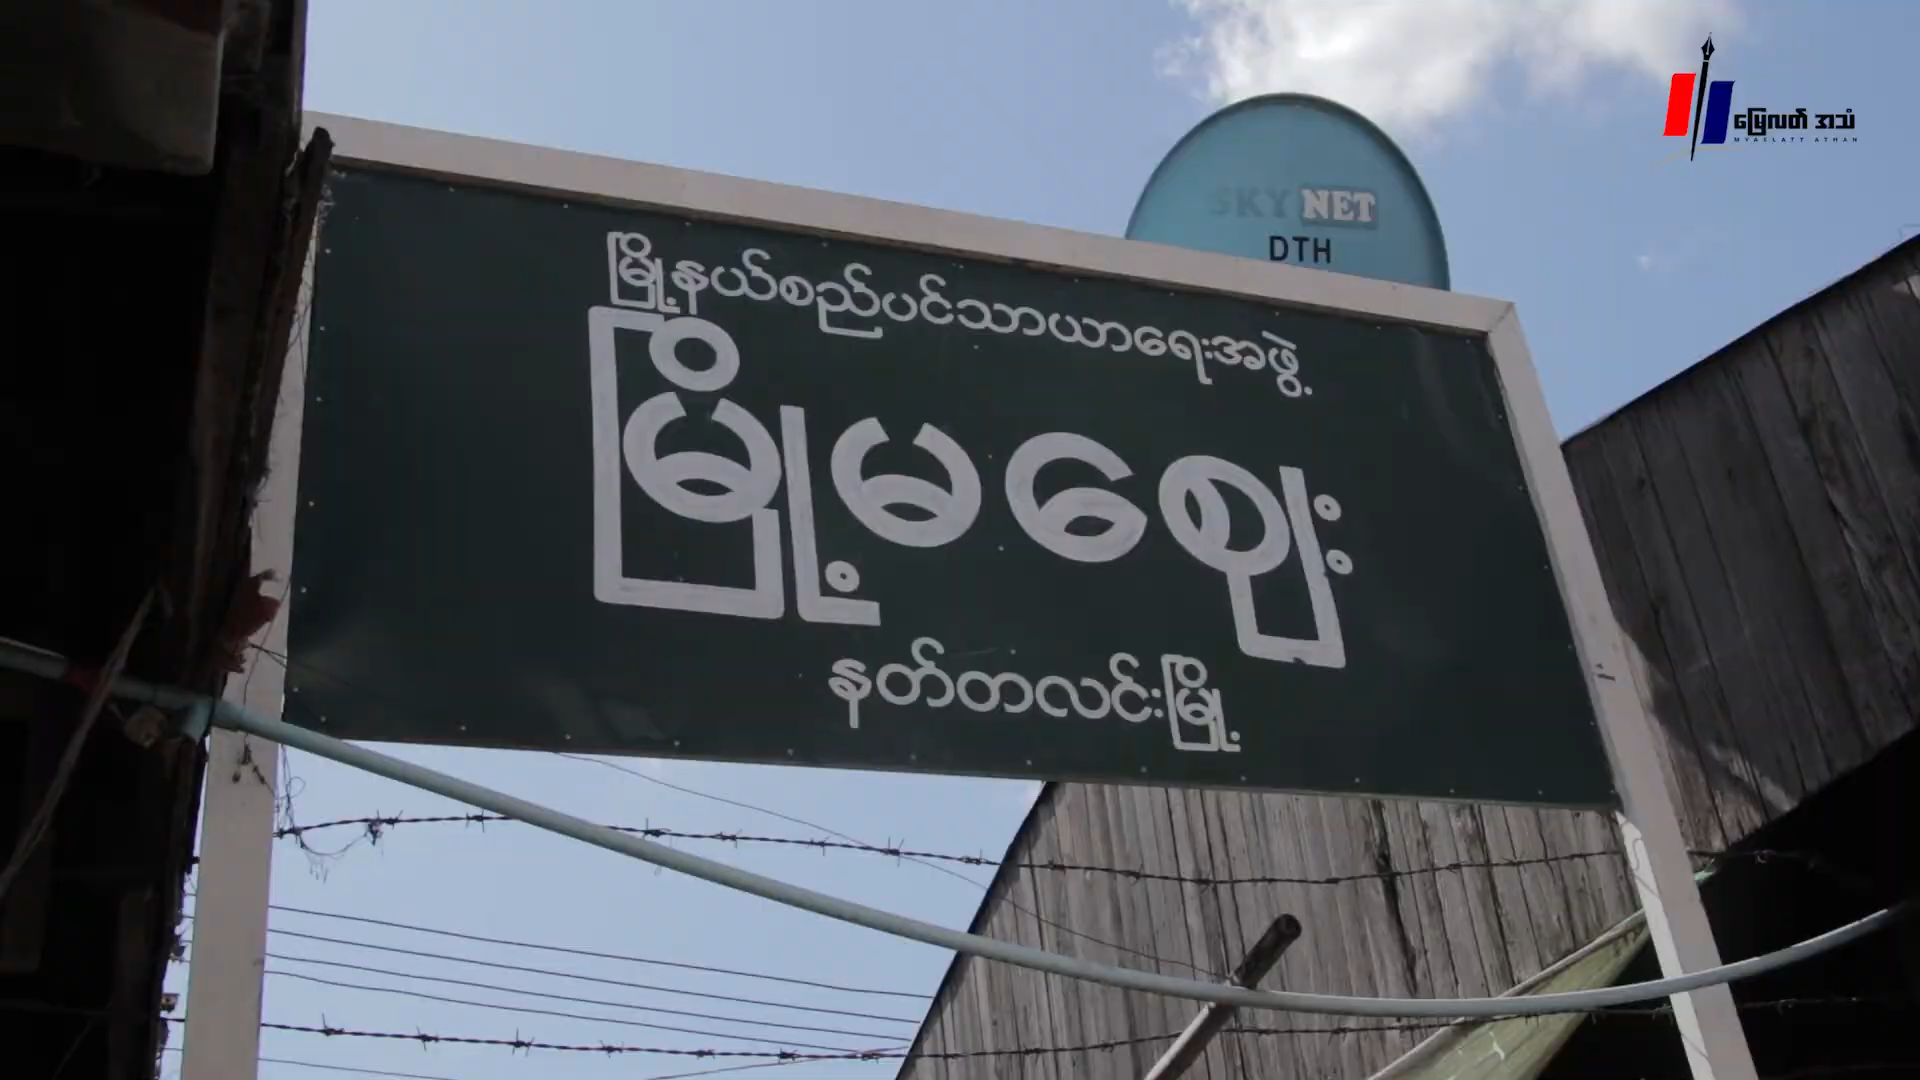 မြေလတ် အသံ
MYAELATT ATHAN
SKY NET
DTH
မြို့နယ်စည်ပင်သာယာရေးအဖွဲ့
မြို့မဈေး
နတ်တလင်းမြို့